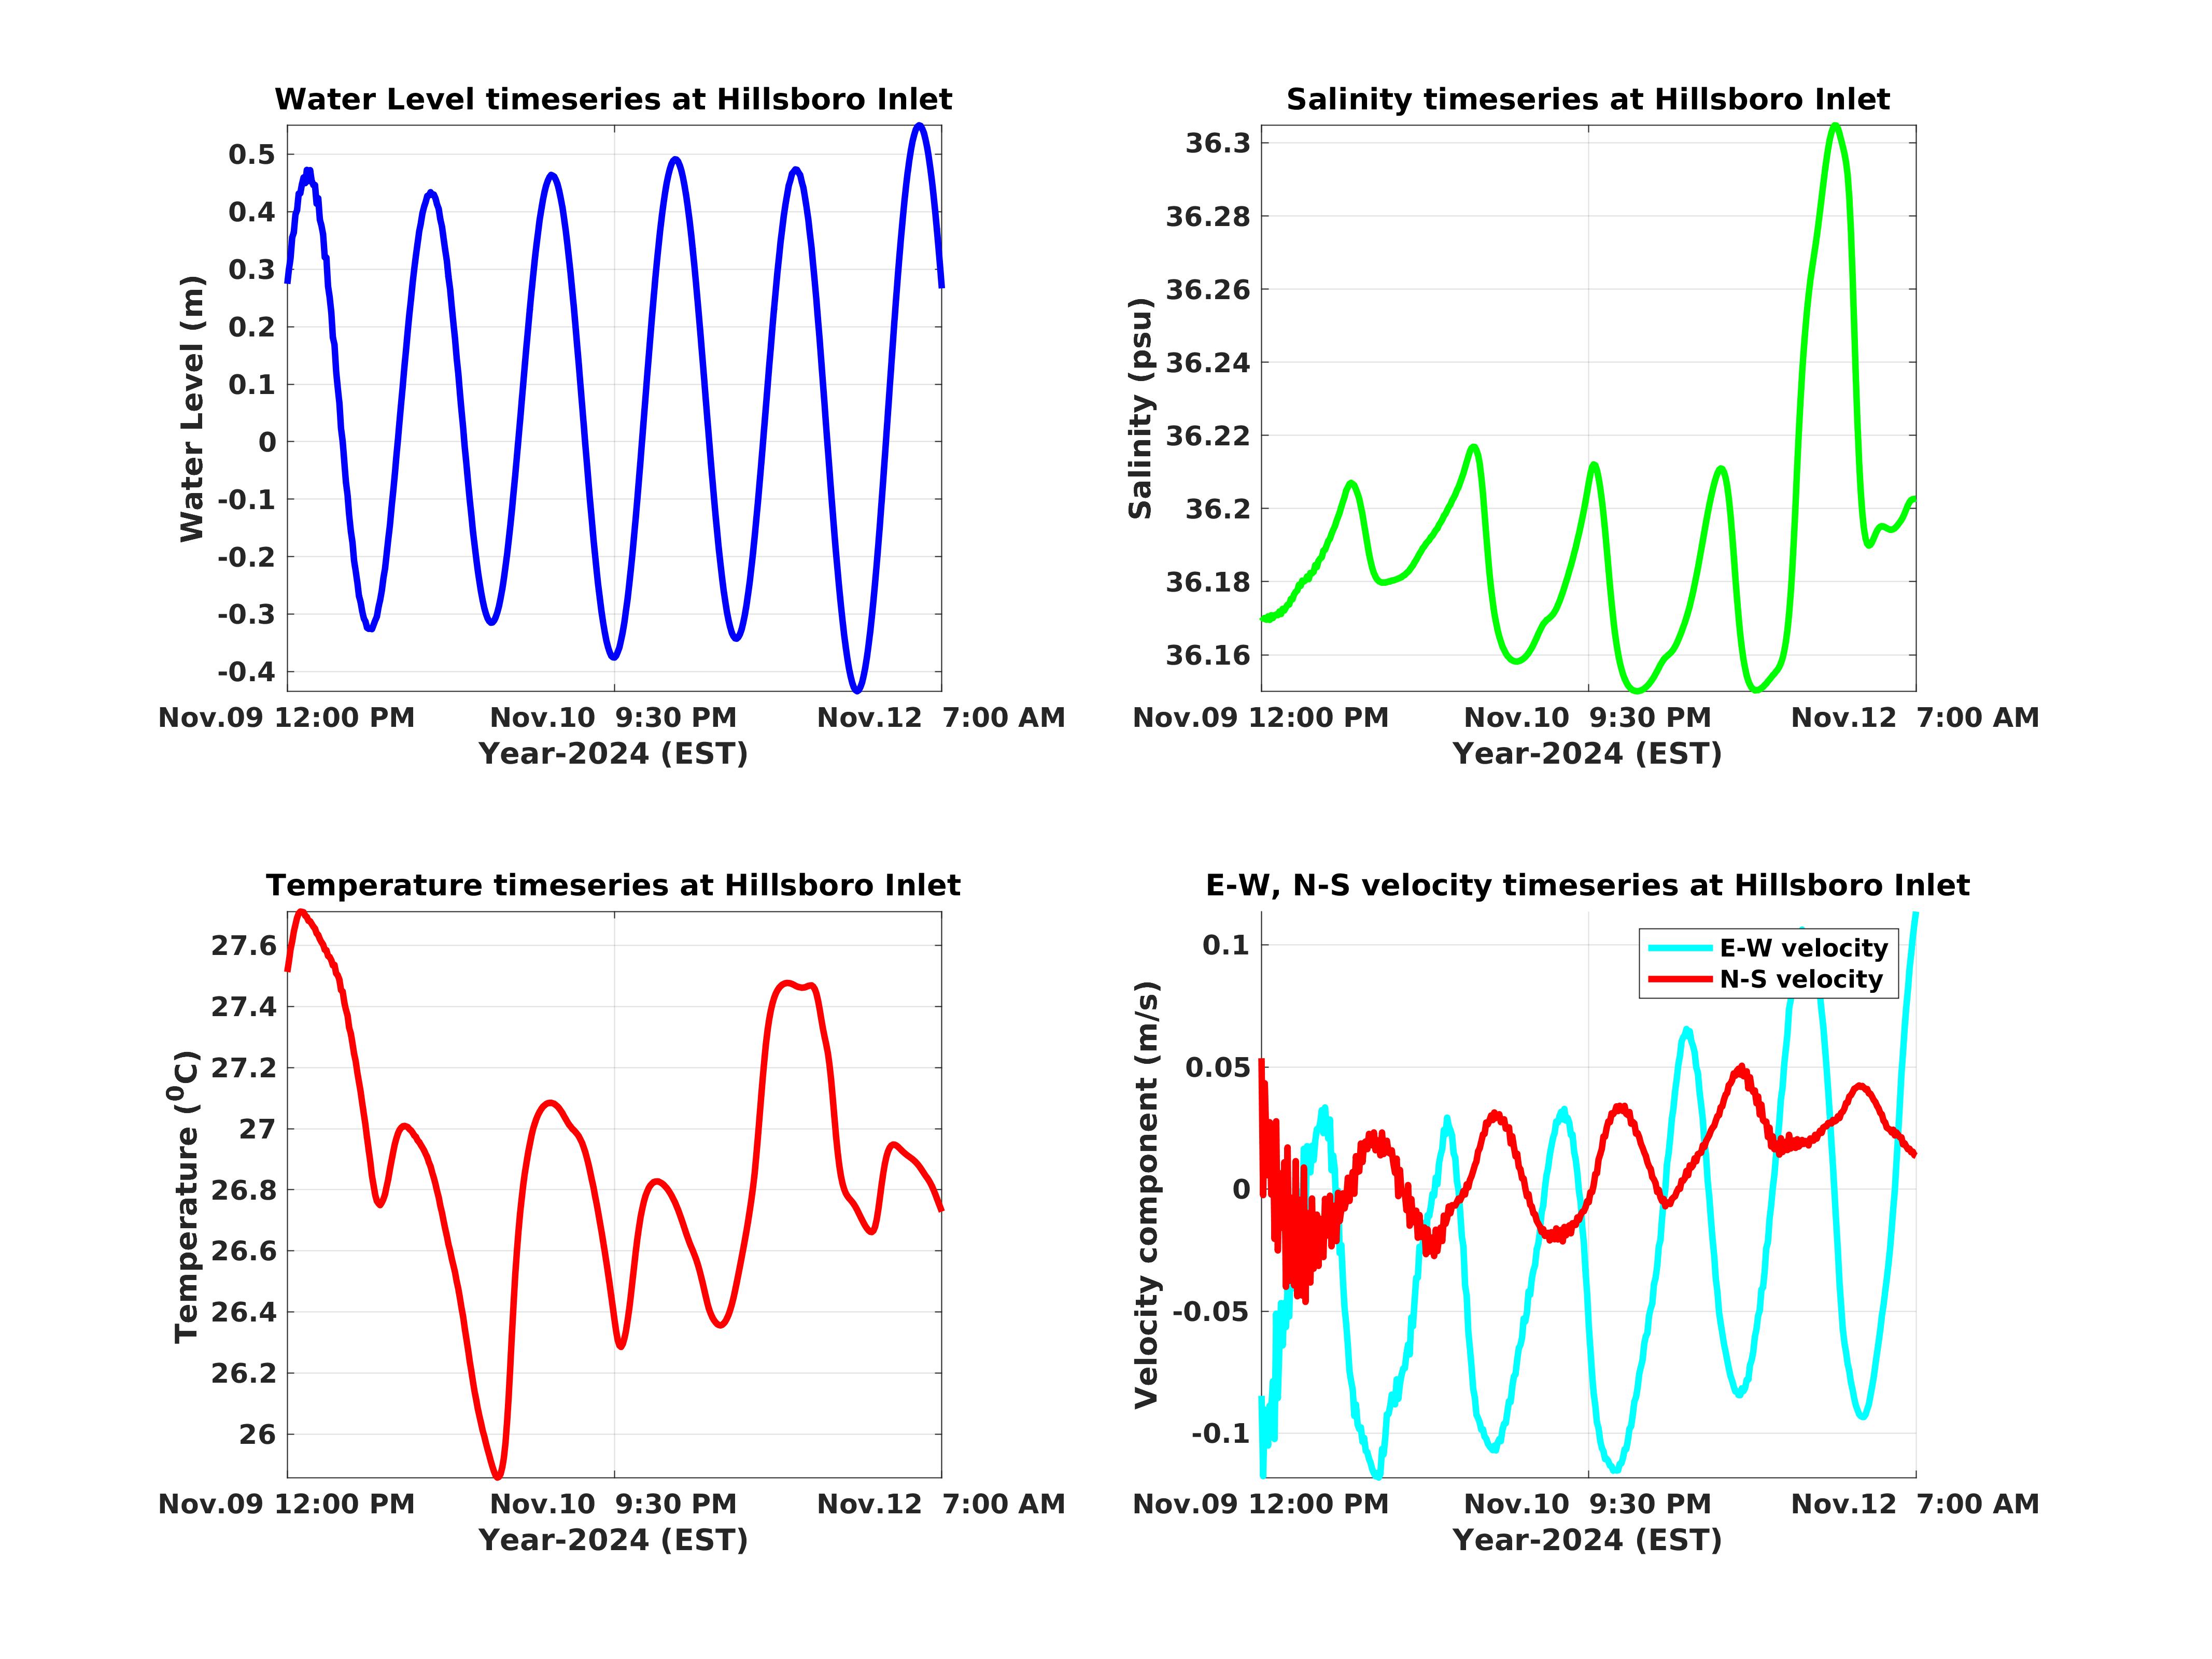 Water Level timeseries at Hillsboro Inlet
Water Level (m)
0.5
0.4
0.3
0.2
0.1
0
-0.1
-0.2
-0.3
-0.4
Nov.09 12:00 PM Nov.10 9:30 PM Nov.12 7:00 AM
Year-2024 (EST)
Salinity timeseries at Hillsboro Inlet
Salinity (psu)
36.3
36.28
36.26
36.24
36.22
36.2
36.18
36.16
Nov.09 12:00 PM Nov.10 9:30 PM Nov.12 7:00 AM
Year-2024 (EST)
Temperature timeseries at Hillsboro Inlet
Temperature (⁰C)
27.6
27.4
27.2
27
26.8
26.6
26.4
26.2
26
Nov.09 12:00 PM Nov.10 9:30 PM Nov.12 7:00 AM
Year-2024 (EST)
E-W, N-S velocity timeseries at Hillsboro Inlet
Velocity component (m/s)
0.1
0.05
0
-0.05
-0.1
E-W velocity
N-S velocity
Nov.09 12:00 PM Nov.10 9:30 PM Nov.12 7:00 AM
Year-2024 (EST)